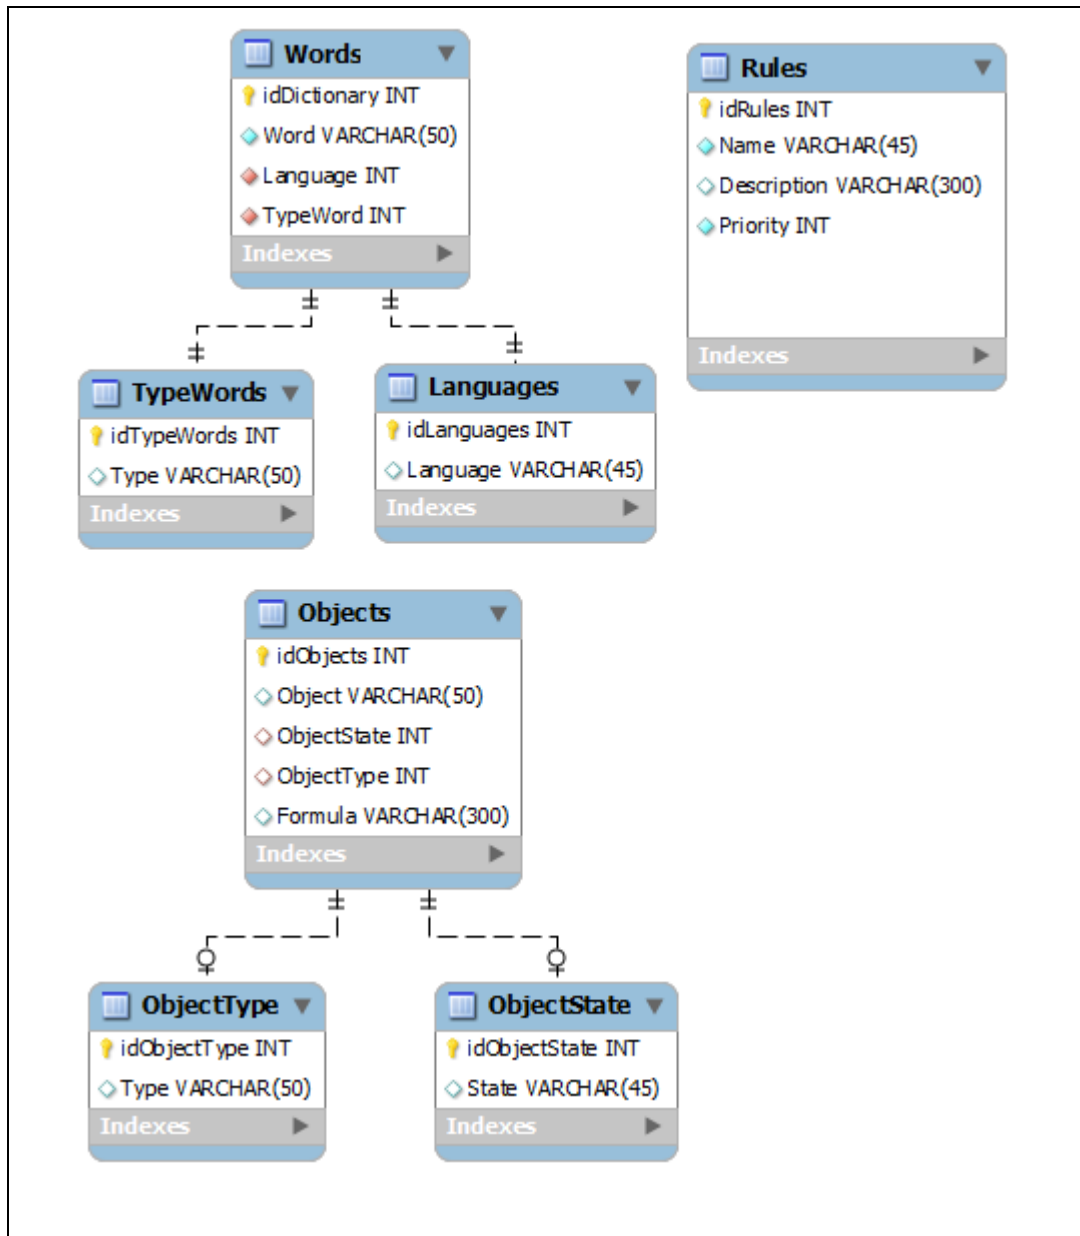 Words
idDictionary INT
Word VARCHAR(50)
Language INT
TypeWord INT
Indexes
Rules
idRules INT
Name VARCHAR(45)
Description VARCHAR(300)
Priority INT
Indexes
TypeWords
idTypeWords INT
Type VARCHAR(50)
Indexes
Languages
idLanguages INT
Language VARCHAR(45)
Indexes
Objects
idObjects INT
Object VARCHAR(50)
ObjectState INT
ObjectType INT
Formula VARCHAR(300)
Indexes
ObjectType
idObjectType INT
Type VARCHAR(50)
Indexes
ObjectState
idObjectState INT
State VARCHAR(45)
Indexes